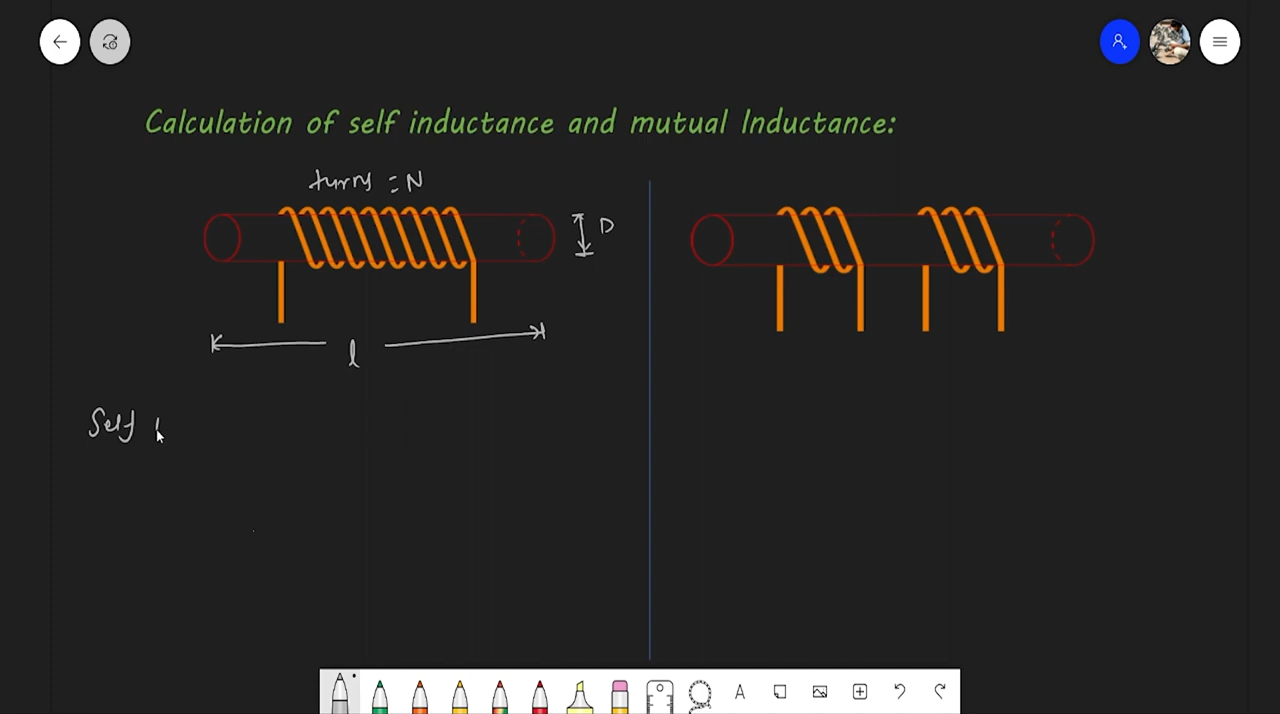 Calculation of self inductance and mutual Inductance:
turns = N
D
l
Self
A